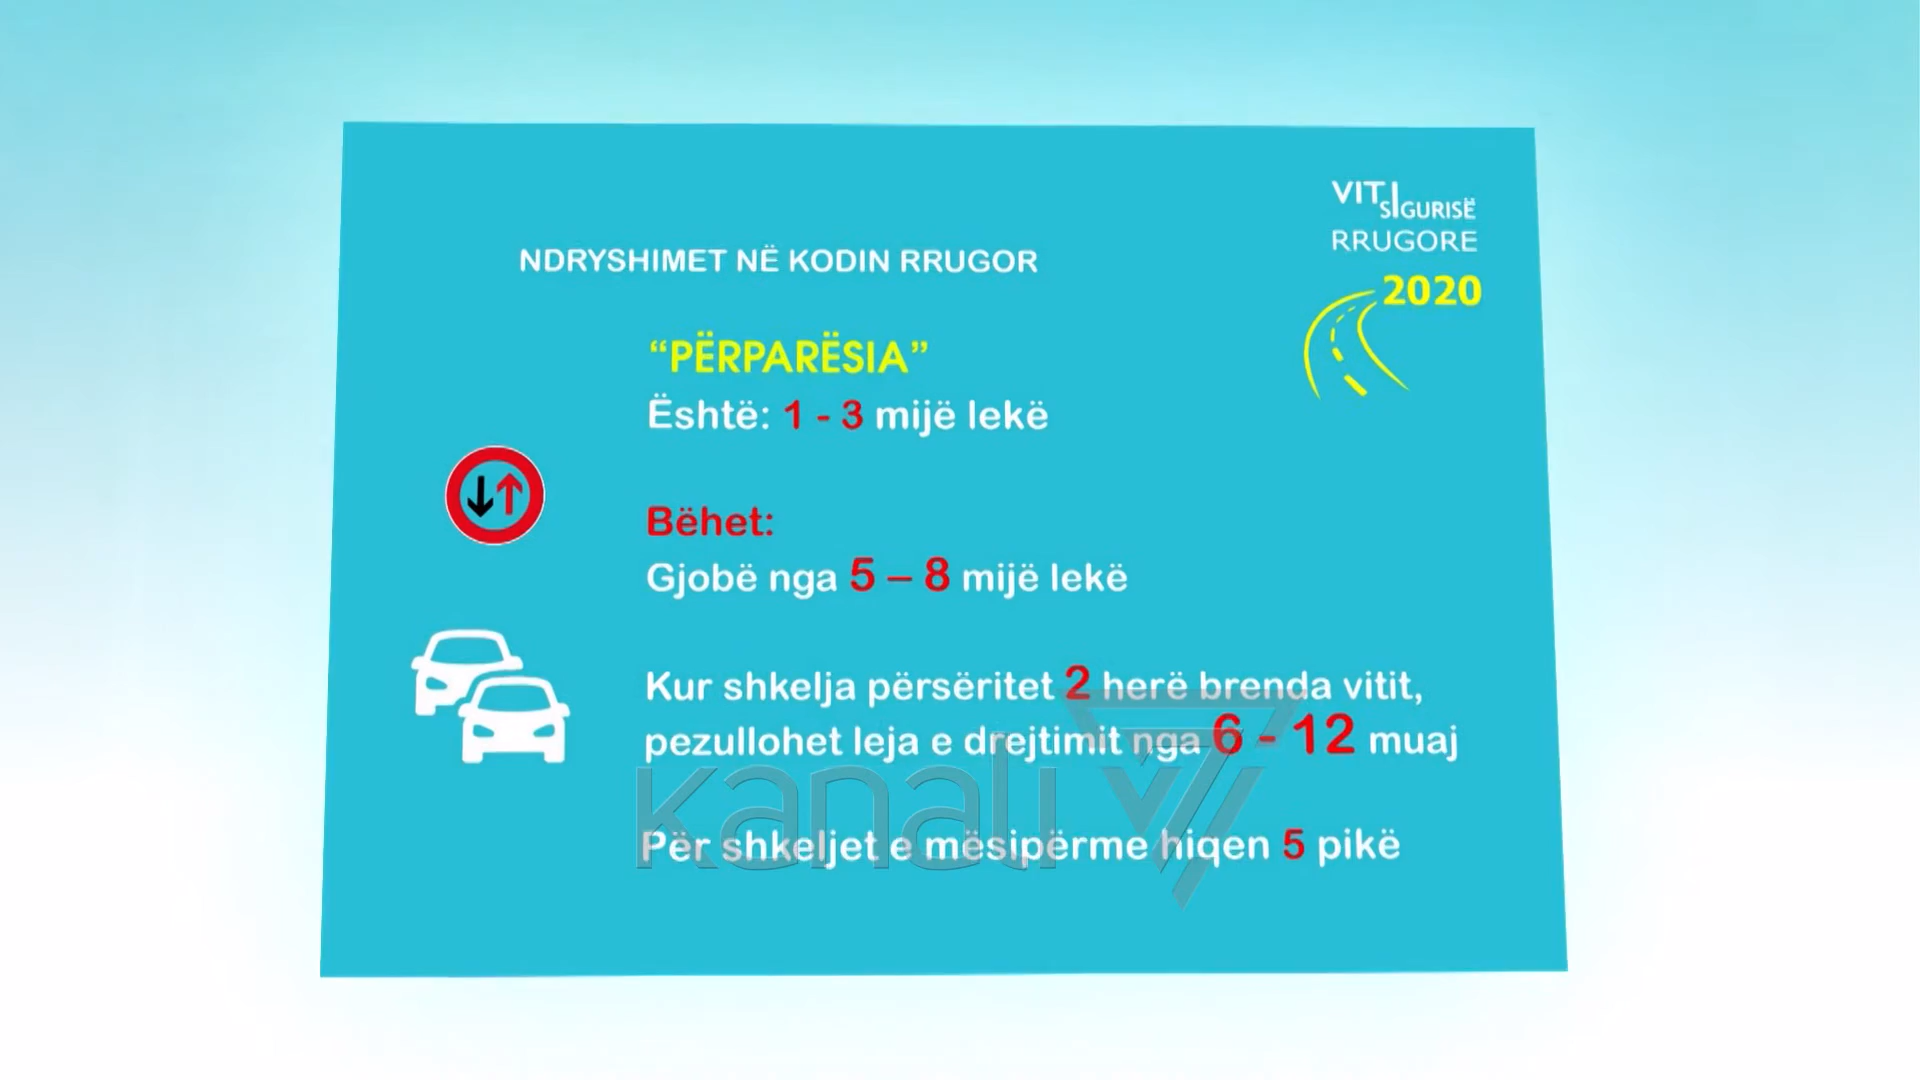 VITI SIGURISË
RRUGORE
2020
NDRYSHIMET NË KODIN RRUGOR
“PËRPARËSIA”
Është: 1 - 3 mijë lekë
Bëhet:
Gjobë nga 5 – 8 mijë lekë
Kur shkelja përsëritet 2 herë brenda vitit,
pezullohet leja e drejtimit nga 6 - 12 muaj
kanali 7
Për shkeljet e mësipërme hiqen 5 pikë